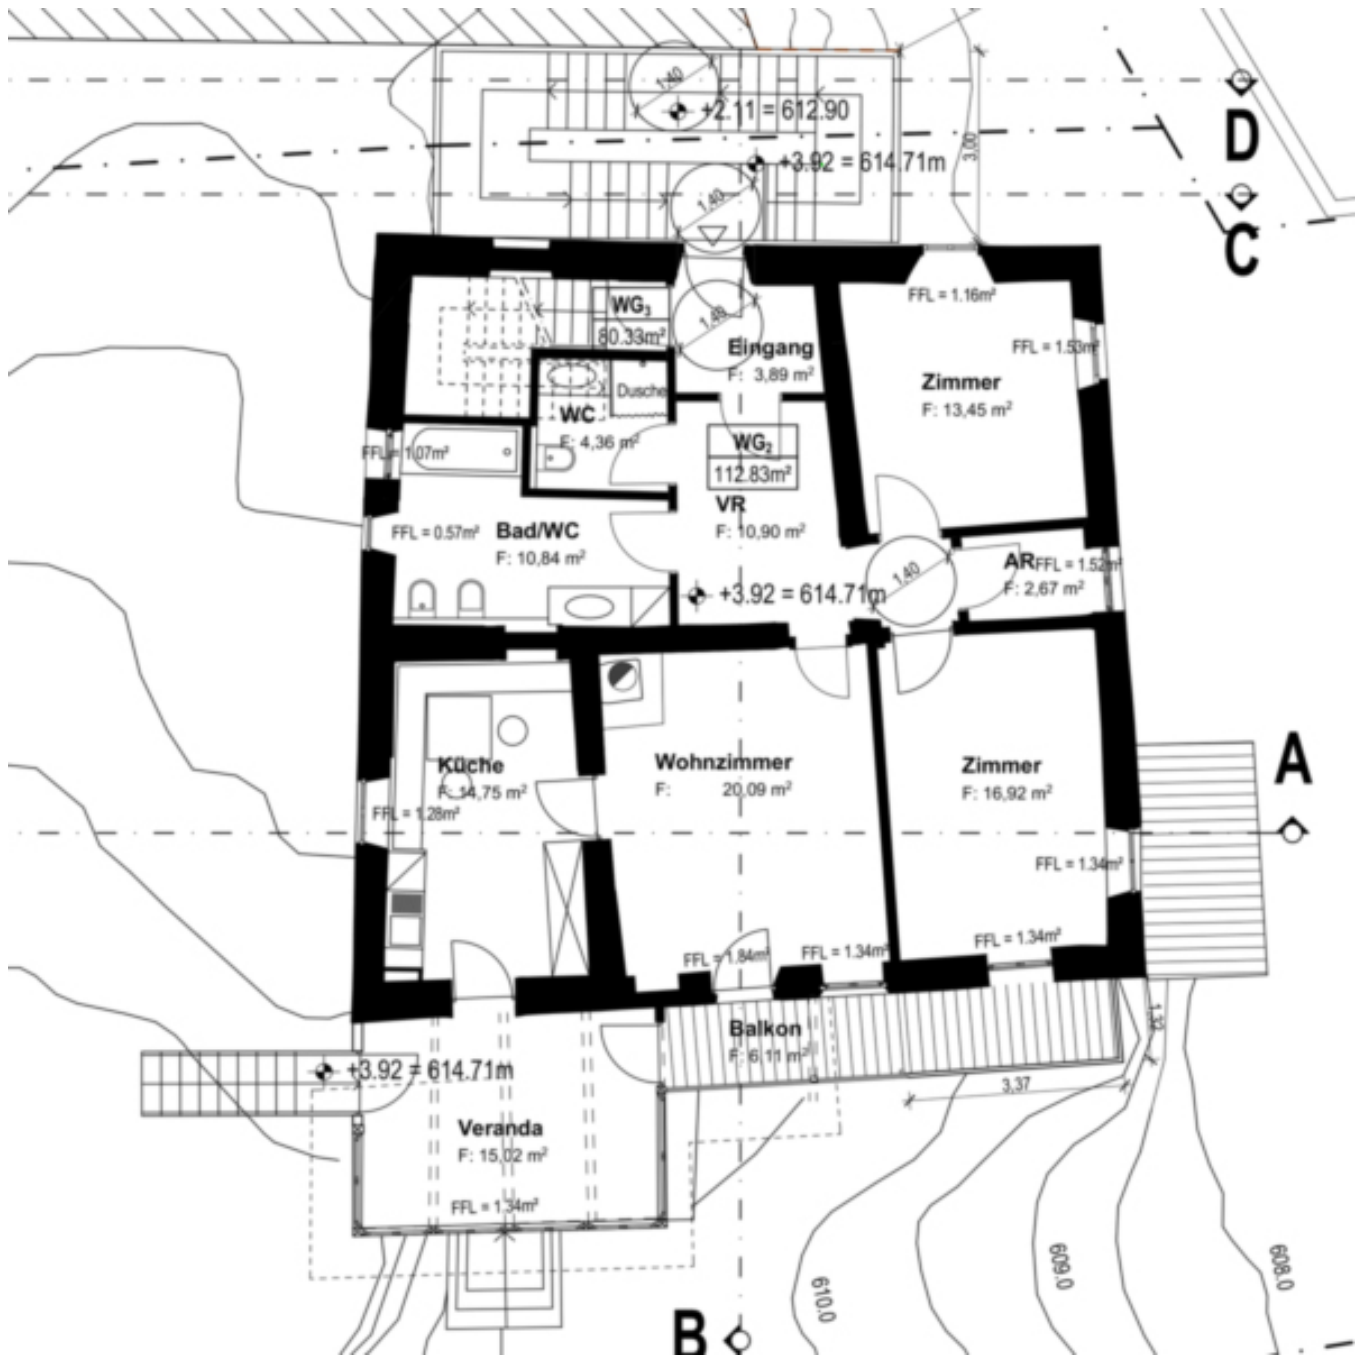 1.40
+2.11 = 612.90
D
+3.92 = 614.71m
3.00
1.40
C
FFL = 1.16m²
WG3
80.33m²
1.40
Eingang
F: 3,89 m²
FFL = 1.53m²
Zimmer
F: 13,45 m²
Dusche
WC
F: 4,36 m²
FFL = 1.07m²
WG2
112.83m²
VR
F: 10,90 m²
FFL = 0.57m²
Bad/WC
F: 10,84 m²
1.40
AR
FFL = 1.52m²
F: 2,67 m²
+3.92 = 614.71m
Küche
F: 14,75 m²
FFL = 1.28m²
Wohnzimmer
F: 20,09 m²
Zimmer
F: 16,92 m²
A
FFL = 1.34m²
FFL = 1.84m²
FFL = 1.34m²
FFL = 1.34m²
Balkon
F: 6,11 m²
1,32
+3.92 = 614.71m
3,37
Veranda
F: 15,02 m²
FFL = 1.34m²
610.0
609.0
608.0
B